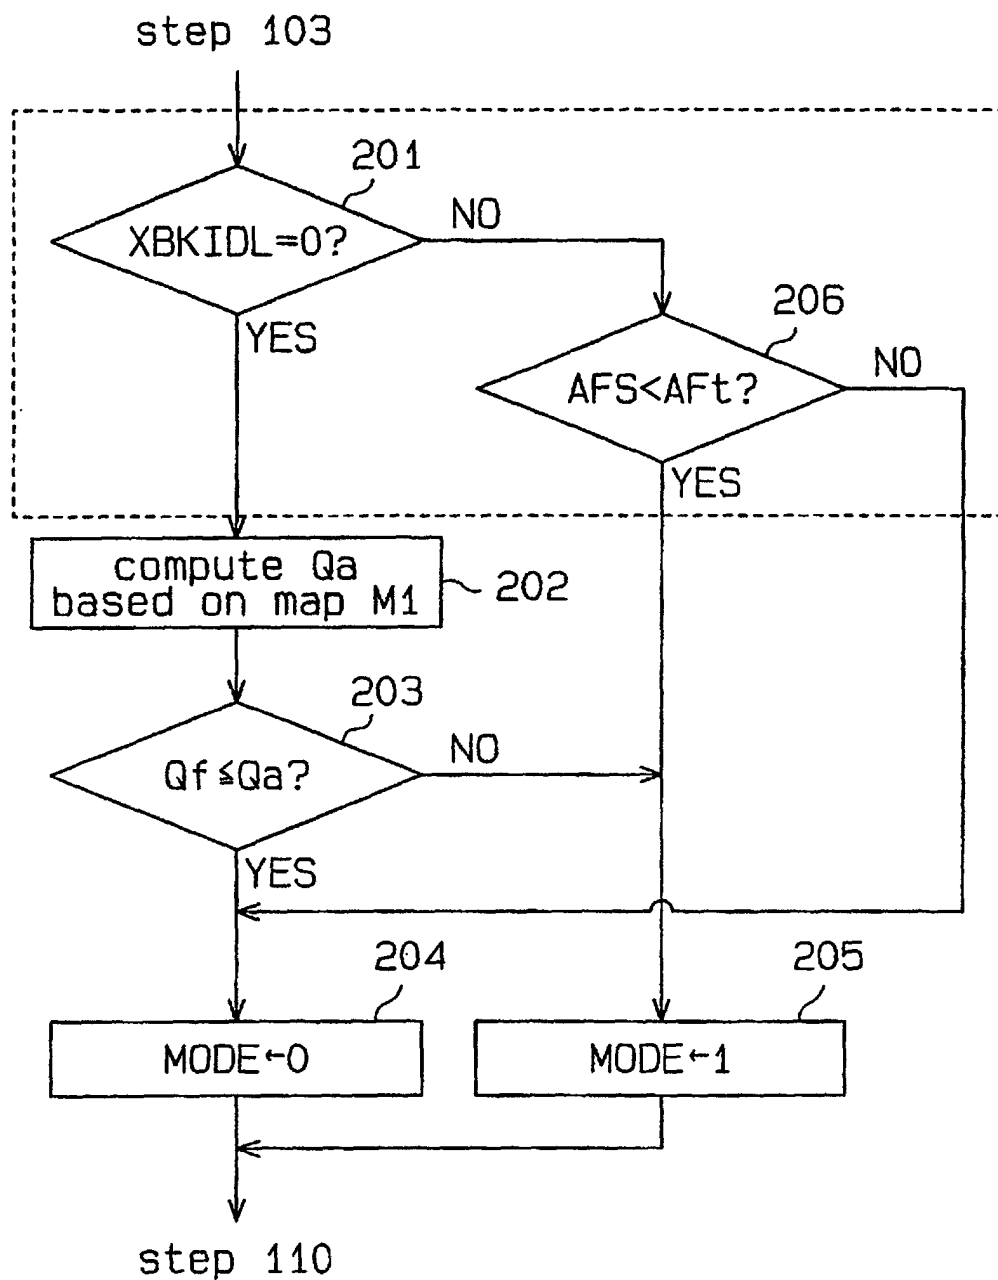 step 103
201
XBKIDL=0?
NO
YES
206
AFS<AFt?
NO
YES
compute Qa
based on map M1
202
203
Qf≦Qa?
NO
YES
204
205
MODE←0
MODE←1
step 110